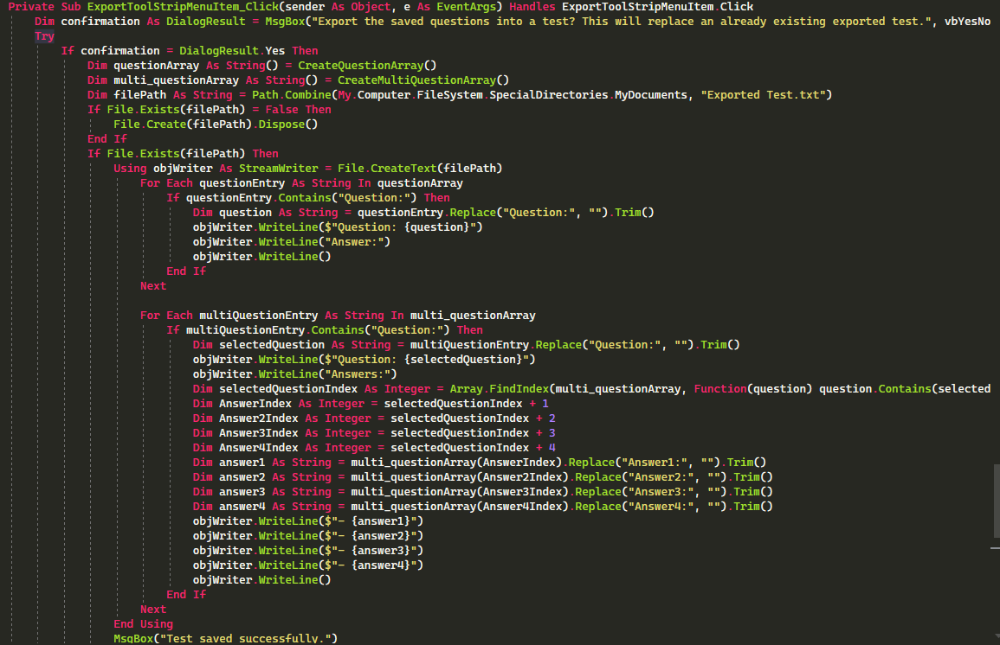 Private Sub ExportToolStripMenuItem_Click(sender As Object, e As EventArgs) Handles ExportToolStripMenuItem.Click
    Dim confirmation As DialogResult = MsgBox("Export the saved questions into a test? This will replace an already existing exported test.", vbYesNo
    Try
        If confirmation = DialogResult.Yes Then
            Dim questionArray As String() = CreateQuestionArray()
            Dim multi_questionArray As String() = CreateMultiQuestionArray()
            Dim filePath As String = Path.Combine(My.Computer.FileSystem.SpecialDirectories.MyDocuments, "Exported Test.txt")
            If File.Exists(filePath) = False Then
                File.Create(filePath).Dispose()
            End If
            If File.Exists(filePath) Then
                Using objWriter As StreamWriter = File.CreateText(filePath)
                    For Each questionEntry As String In questionArray
                        If questionEntry.Contains("Question:") Then
                            Dim question As String = questionEntry.Replace("Question:", "").Trim()
                            objWriter.WriteLine($"Question: {question}")
                            objWriter.WriteLine("Answer:")
                            objWriter.WriteLine()
                        End If
                    Next

                    For Each multiQuestionEntry As String In multi_questionArray
                        If multiQuestionEntry.Contains("Question:") Then
                            Dim selectedQuestion As String = multiQuestionEntry.Replace("Question:", "").Trim()
                            objWriter.WriteLine($"Question: {selectedQuestion}")
                            objWriter.WriteLine("Answers:")
                            Dim selectedQuestionIndex As Integer = Array.FindIndex(multi_questionArray, Function(question) question.Contains(selected
                            Dim AnswerIndex As Integer = selectedQuestionIndex + 1
                            Dim Answer2Index As Integer = selectedQuestionIndex + 2
                            Dim Answer3Index As Integer = selectedQuestionIndex + 3
                            Dim Answer4Index As Integer = selectedQuestionIndex + 4
                            Dim answer1 As String = multi_questionArray(AnswerIndex).Replace("Answer1:", "").Trim()
                            Dim answer2 As String = multi_questionArray(Answer2Index).Replace("Answer2:", "").Trim()
                            Dim answer3 As String = multi_questionArray(Answer3Index).Replace("Answer3:", "").Trim()
                            Dim answer4 As String = multi_questionArray(Answer4Index).Replace("Answer4:", "").Trim()
                            objWriter.WriteLine($"- {answer1}")
                            objWriter.WriteLine($"- {answer2}")
                            objWriter.WriteLine($"- {answer3}")
                            objWriter.WriteLine($"- {answer4}")
                            objWriter.WriteLine()
                        End If
                    Next
                End Using
                MsgBox("Test saved successfully.")